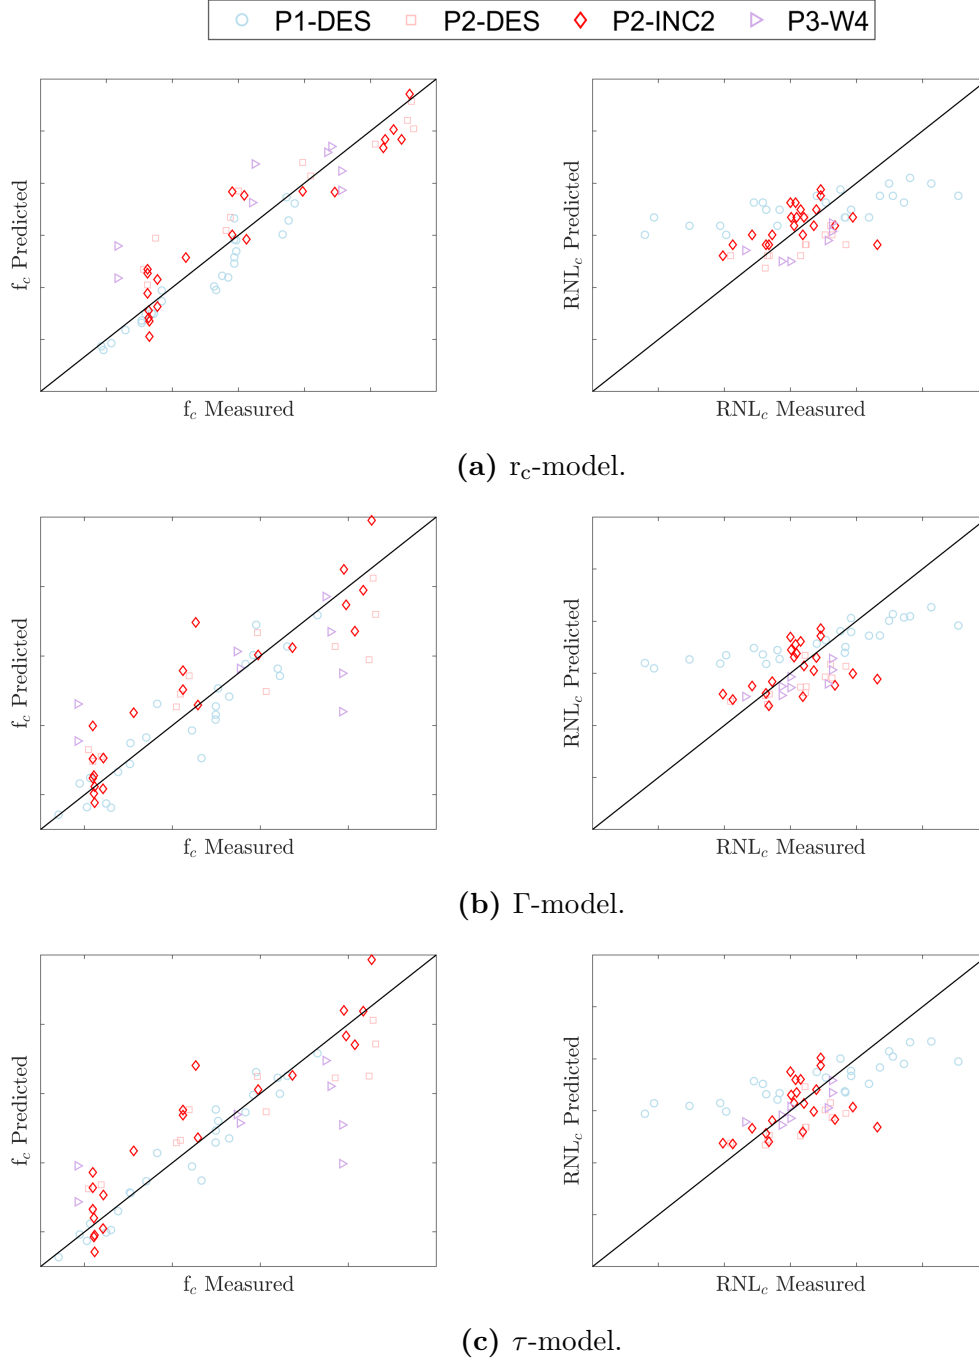 P1-DES P2-DES P2-INC2 P3-W4
f_c Predicted
f_c Measured
RNL_c Predicted
RNL_c Measured
(a) r_c-model.
f_c Predicted
f_c Measured
RNL_c Predicted
RNL_c Measured
(b) Γ-model.
f_c Predicted
f_c Measured
RNL_c Predicted
RNL_c Measured
(c) τ-model.